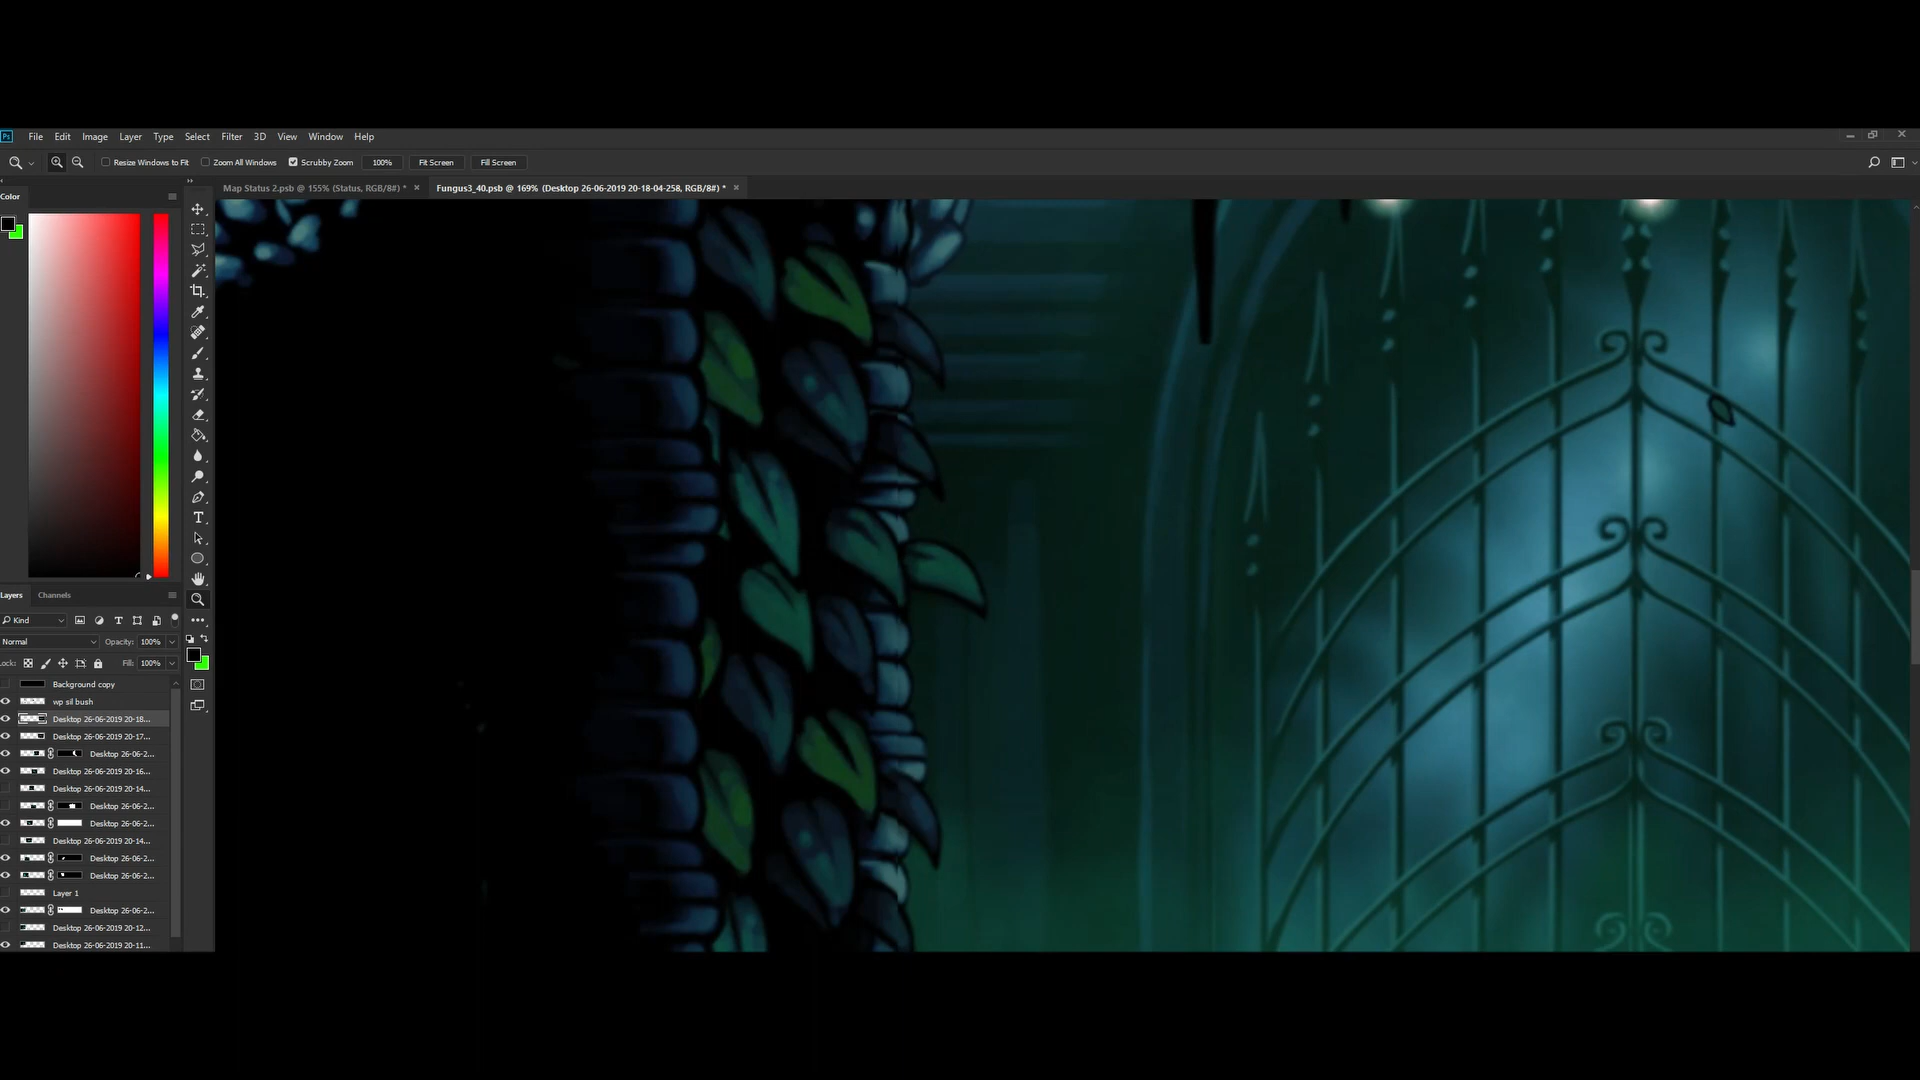 Ps File Edit Image Layer Type Select Filter 3D View Window Help
Resize Windows to Fit Zoom All Windows Scrubby Zoom 100% Fit Screen Fill Screen
Map Status 2.psb @ 155% (Status, RGB/8#) * Fungus3_40.psb @ 169% (Desktop 26-06-2019 20-18-04-258, RGB/8#) *
Color
Layers Channels
Kind
Normal Opacity: 100%
Lock: Fill: 100%
Background copy
wp sil bush
Desktop 26-06-2019 20-18...
Desktop 26-06-2019 20-17...
Desktop 26-06-2...
Desktop 26-06-2019 20-16...
Desktop 26-06-2019 20-14...
Desktop 26-06-2...
Desktop 26-06-2...
Desktop 26-06-2019 20-14...
Desktop 26-06-2...
Desktop 26-06-2...
Layer 1
Desktop 26-06-2...
Desktop 26-06-2019 20-12...
Desktop 26-06-2019 20-11...